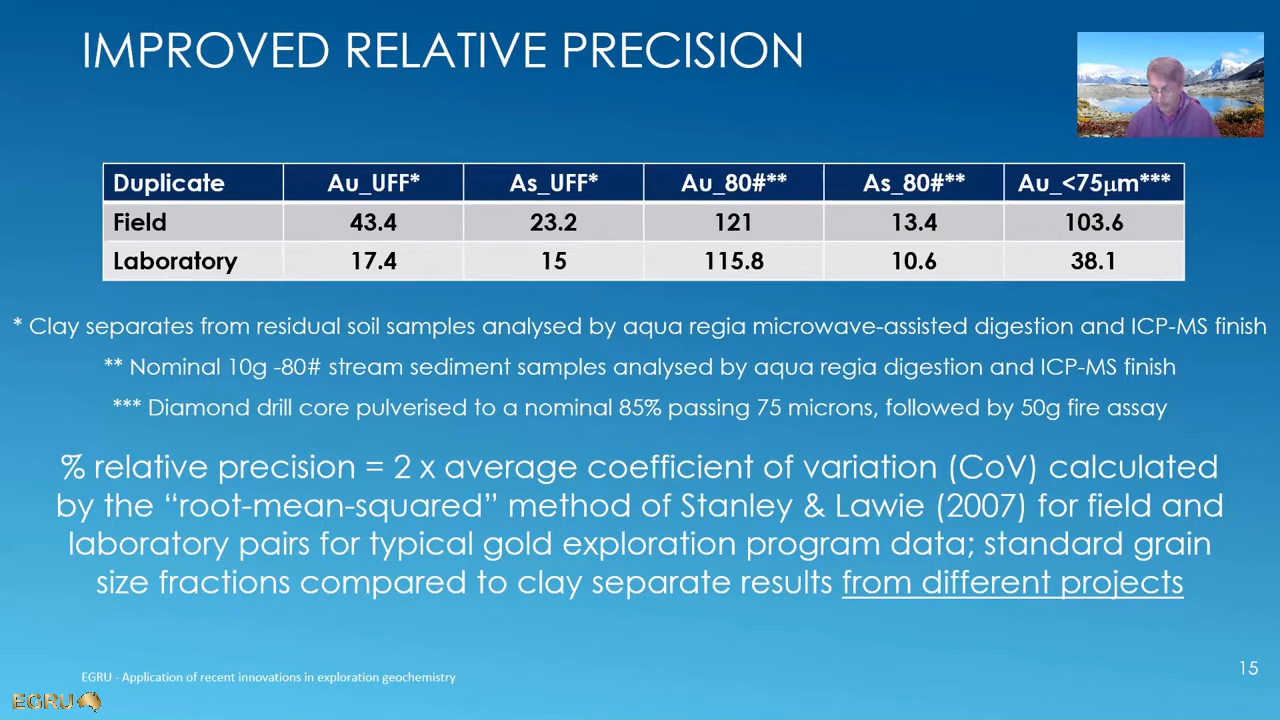 IMPROVED RELATIVE PRECISION
Duplicate Au_UFF* As_UFF* Au_80#** As_80#** Au_<75µm***
Field 43.4 23.2 121 13.4 103.6
Laboratory 17.4 15 115.8 10.6 38.1
* Clay separates from residual soil samples analysed by aqua regia microwave-assisted digestion and ICP-MS finish
** Nominal 10g -80# stream sediment samples analysed by aqua regia digestion and ICP-MS finish
*** Diamond drill core pulverised to a nominal 85% passing 75 microns, followed by 50g fire assay
% relative precision = 2 x average coefficient of variation (CoV) calculated
by the “root-mean-squared” method of Stanley & Lawie (2007) for field and
laboratory pairs for typical gold exploration program data; standard grain
size fractions compared to clay separate results from different projects
EGRU - Application of recent innovations in exploration geochemistry
15
EGRU